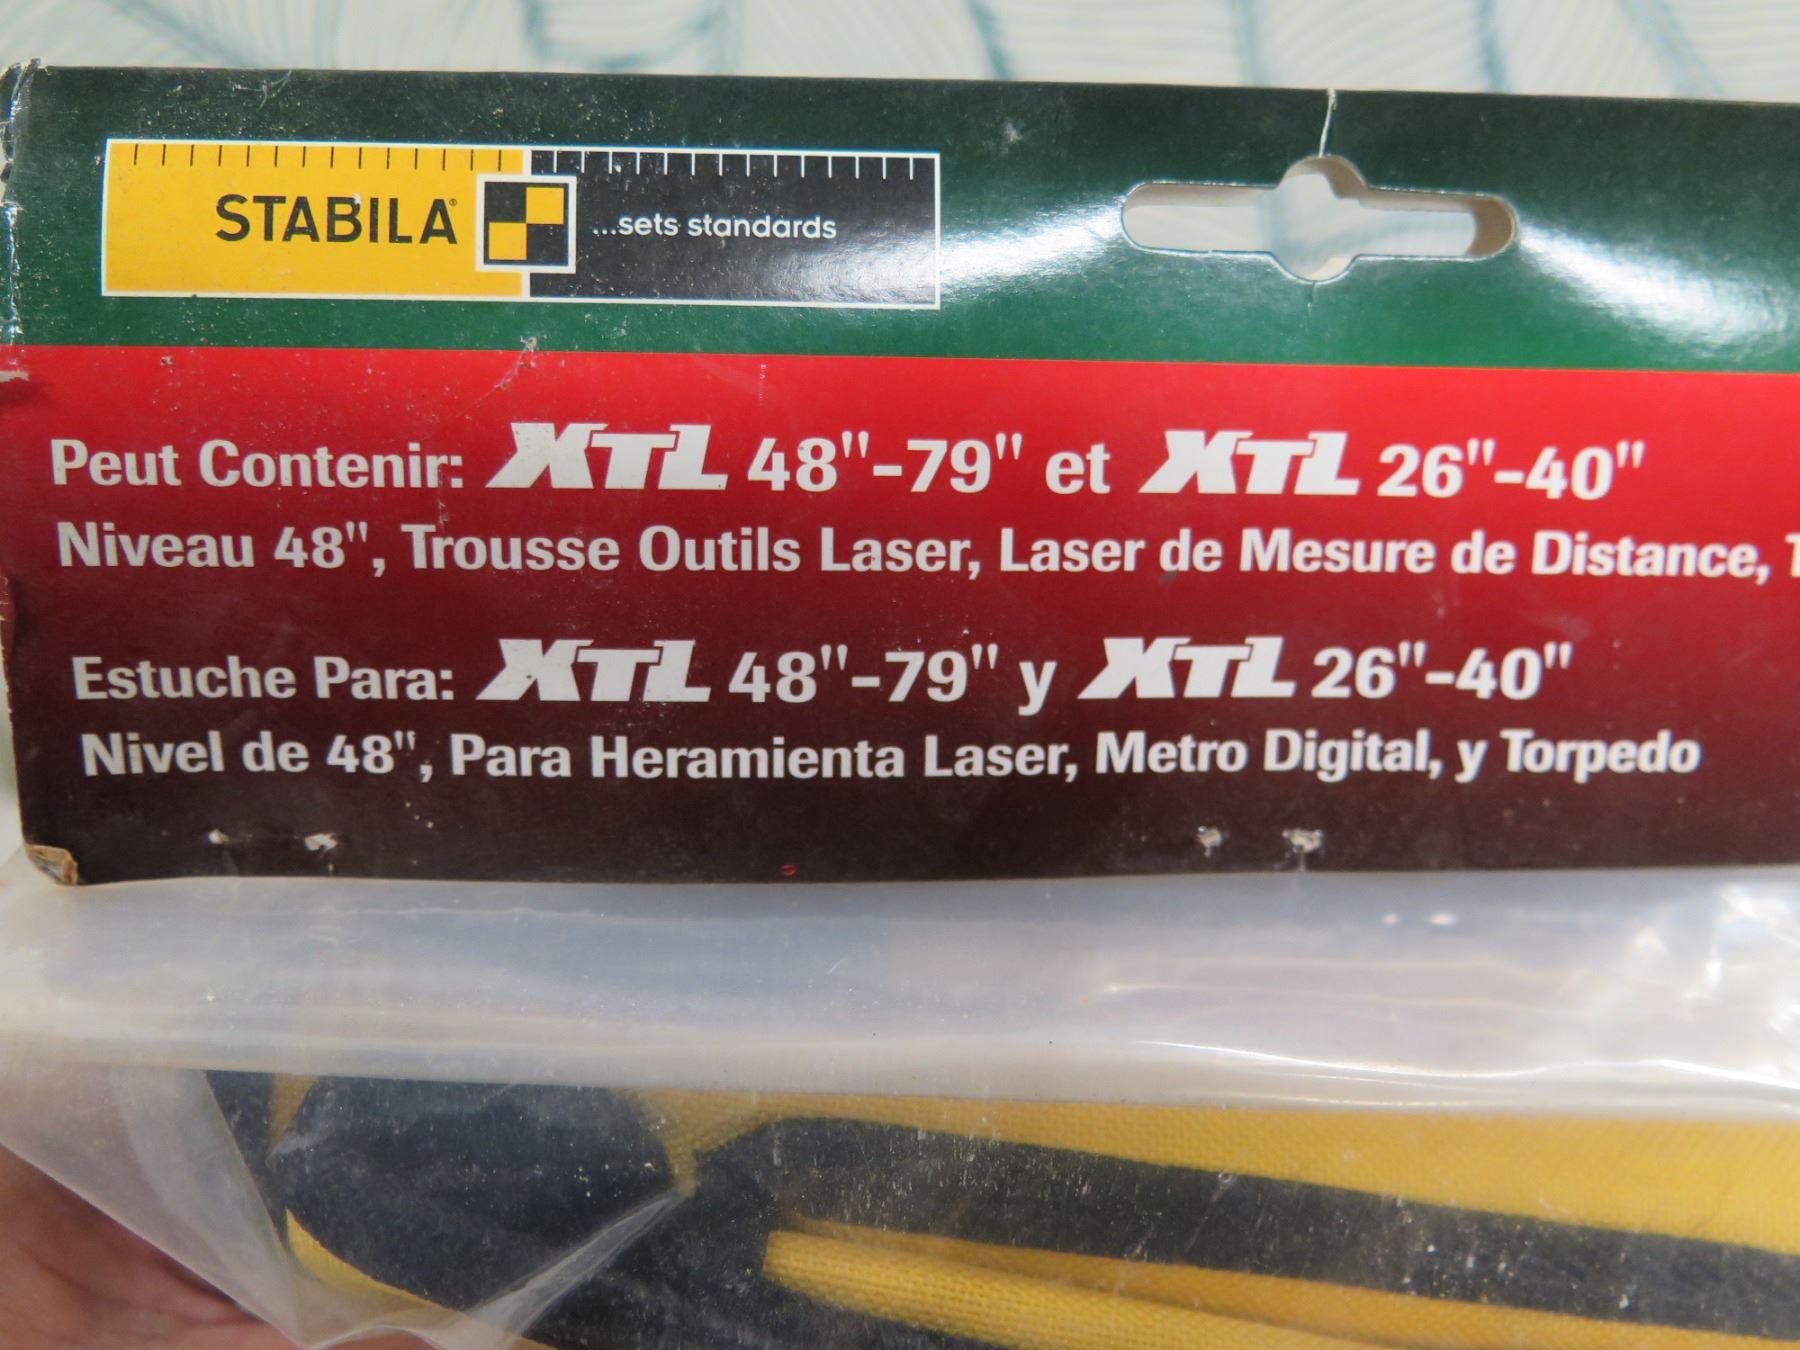 STABILA® ...sets standards
Peut Contenir: XTL 48"-79" et XTL 26"-40"
Niveau 48", Trousse Outils Laser, Laser de Mesure de Distance,
Estuche Para: XTL 48"-79" y XTL 26"-40"
Nivel de 48", Para Heramienta Laser, Metro Digital, y Torpedo